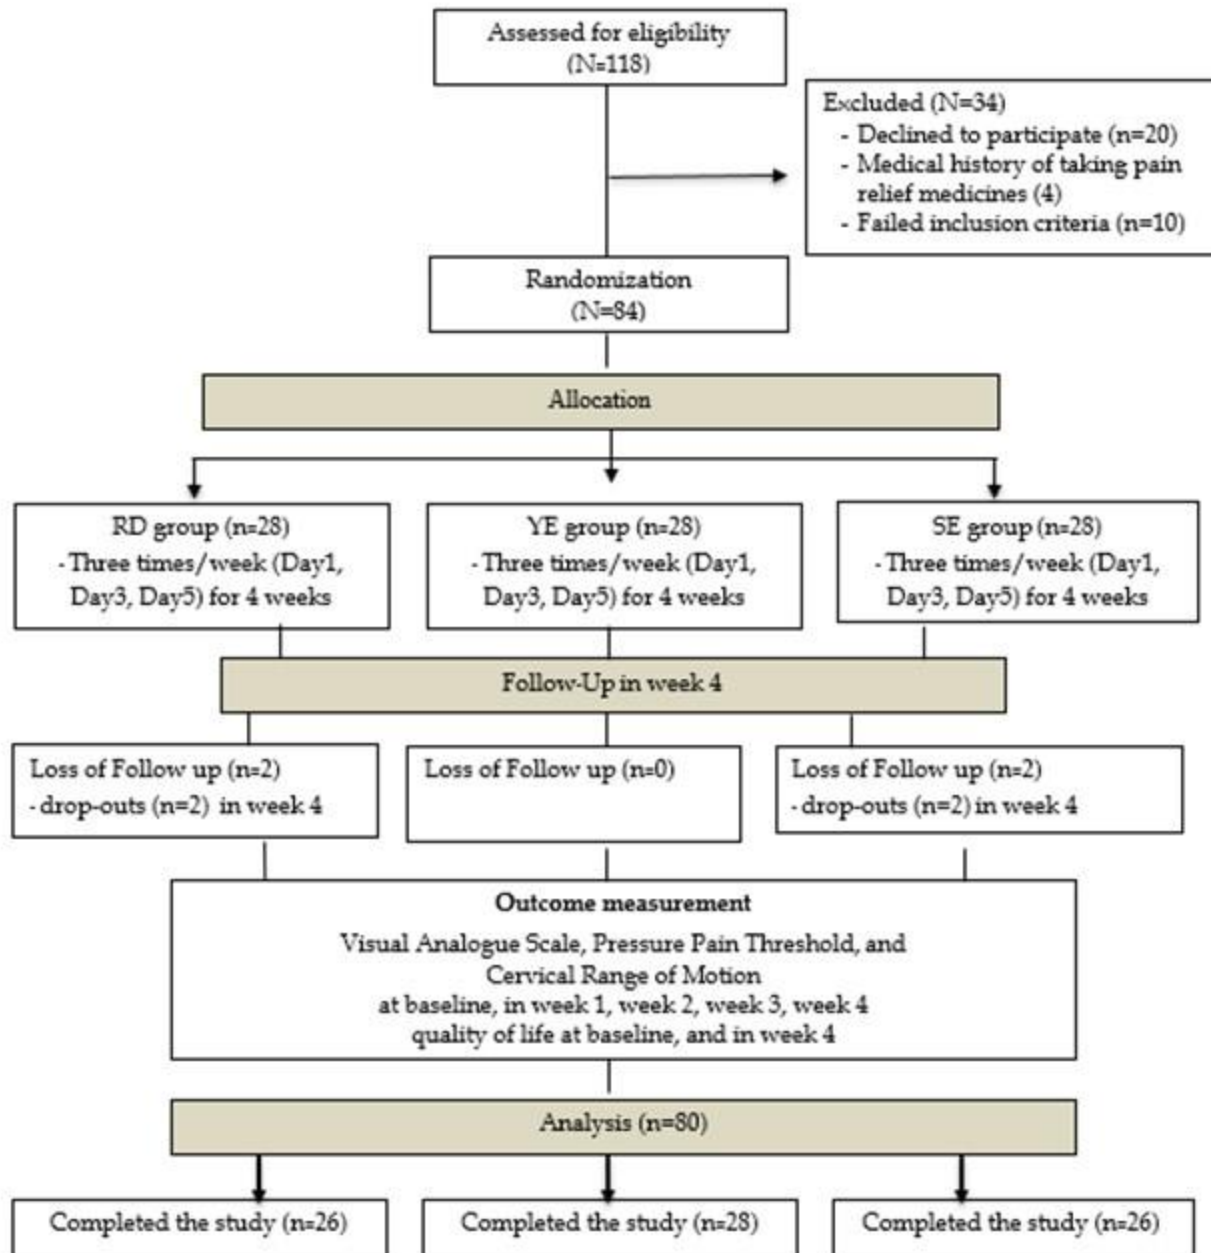 Assessed for eligibility
(N=118)
Excluded (N=34)
- Declined to participate (n=20)
- Medical history of taking pain
relief medicines (4)
- Failed inclusion criteria (n=10)
Randomization
(N=84)
Allocation
RD group (n=28)
- Three times/week (Day1,
Day3, Day5) for 4 weeks
YE group (n=28)
- Three times/week (Day1,
Day3, Day5) for 4 weeks
SE group (n=28)
- Three times/week (Day1,
Day3, Day5) for 4 weeks
Follow-Up in week 4
Loss of Follow up (n=2)
- drop-outs (n=2) in week 4
Loss of Follow up (n=0)
Loss of Follow up (n=2)
- drop-outs (n=2) in week 4
Outcome measurement
Visual Analogue Scale, Pressure Pain Threshold, and
Cervical Range of Motion
at baseline, in week 1, week 2, week 3, week 4
quality of life at baseline, and in week 4
Analysis (n=80)
Completed the study (n=26)
Completed the study (n=28)
Completed the study (n=26)